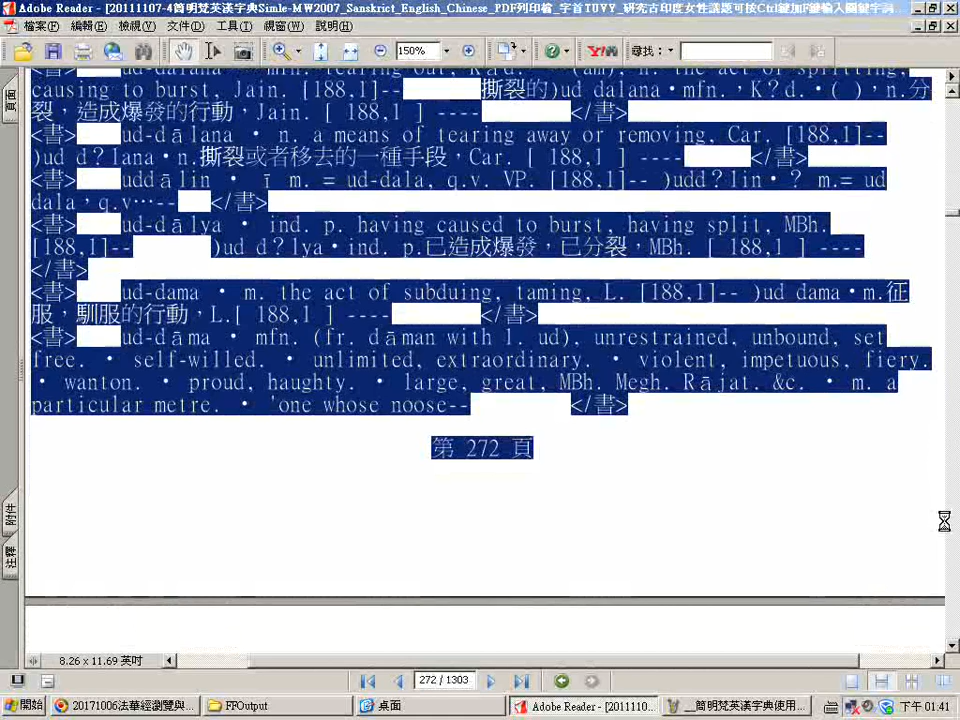 Adobe Reader - [20111107-4簡明梵英漢字典Simle-MW2007_Sanskrict_English_Chinese_PDF列印檔_字首TUVY_研究古印度女性議題可按Ctrl鍵加F鍵輸入關鍵字詞...
檔案(F) 編輯(E) 檢視(V) 文件(D) 工具(T) 視窗(W) 說明(H)
150% Y! 尋找：
頁面
causing to burst, Jain. [188,1]-- 撕裂的)ud dalana・mfn., K?d.・( ), n.分
裂，造成爆發的行動，Jain. [ 188,1 ] ---- </書>
<書> ud-dālana ・ n. a means of tearing away or removing, Car. [188,1]--
)ud d?lana・n.撕裂或者移去的一種手段，Car. [ 188,1 ] ---- </書>
<書> uddālin ・ ī m. = ud-dala, q.v. VP. [188,1]-- )udd?lin・? m.= ud
dala，q.v…-- </書>
<書> ud-dālya ・ ind. p. having caused to burst, having split, MBh.
[188,1]-- )ud d?lya・ind. p.已造成爆發，已分裂，MBh. [ 188,1 ] ----
</書>
<書> ud-dama ・ m. the act of subduing, taming, L. [188,1]-- )ud dama・m.征
服，馴服的行動，L.[ 188,1 ] ---- </書>
<書> ud-dāma ・ mfn. (fr. dāman with 1. ud), unrestrained, unbound, set
free. ・ self-willed. ・ unlimited, extraordinary. ・ violent, impetuous, fiery.
・ wanton. ・ proud, haughty. ・ large, great, MBh. Megh. Rājat. &c. ・ m. a
particular metre. ・ 'one whose noose-- </書>
第 272 頁
附件
注釋
8.26 x 11.69 英吋
272 / 1303
開始 20171006法華經瀏覽與... FFOutput 桌面 Adobe Reader - [2011110... __簡明梵英漢字典使用... 下午 01:41